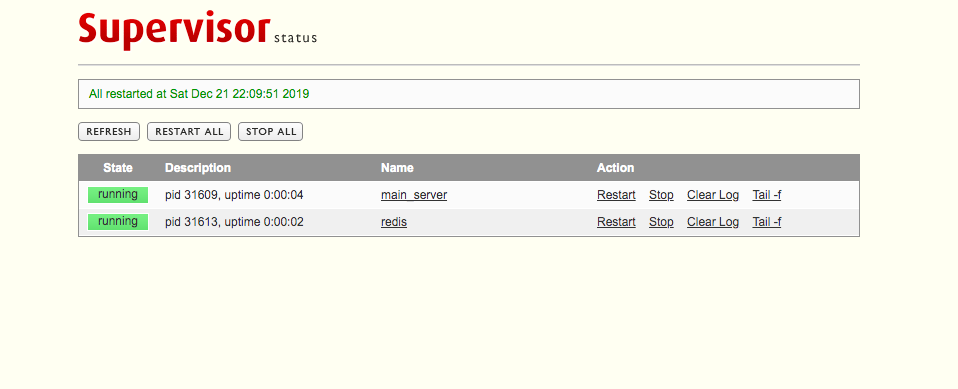 Supervisor status
All restarted at Sat Dec 21 22:09:51 2019
REFRESH RESTART ALL STOP ALL
State Description Name Action
running pid 31609, uptime 0:00:04 main_server Restart Stop Clear Log Tail -f
running pid 31613, uptime 0:00:02 redis Restart Stop Clear Log Tail -f